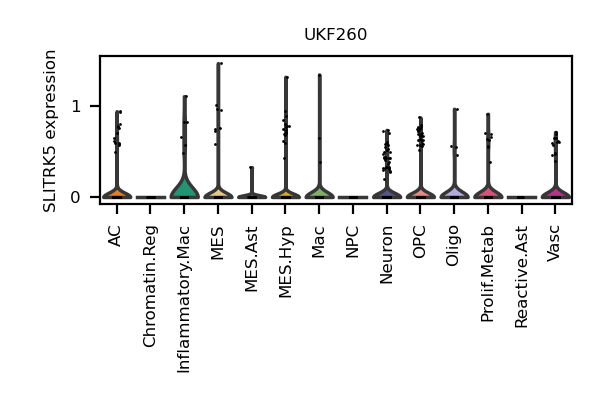 UKF260
SLITRK5 expression
1
0
AC
Chromatin.Reg
Inflammatory.Mac
MES
MES.Ast
MES.Hyp
Mac
NPC
Neuron
OPC
Oligo
Prolif.Metab
Reactive.Ast
Vasc